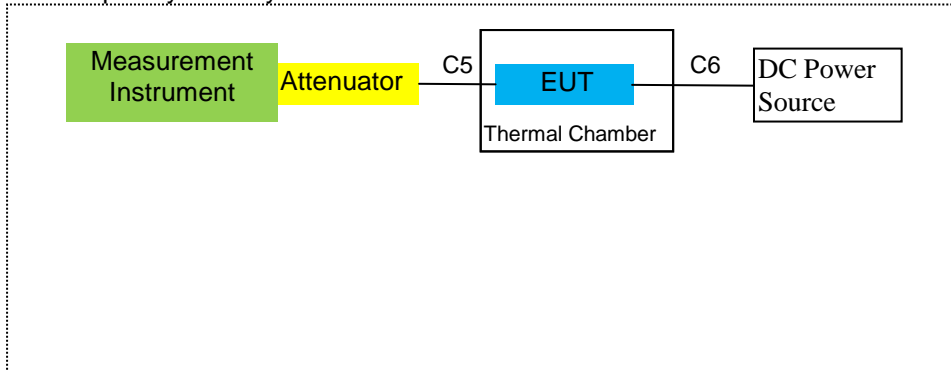 Measurement
Instrument
Attenuator
C5
EUT
Thermal Chamber
C6
DC Power
Source